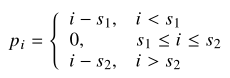 i − s₁, i < s₁
pᵢ = { 0, s₁ ≤ i ≤ s₂
i − s₂, i > s₂